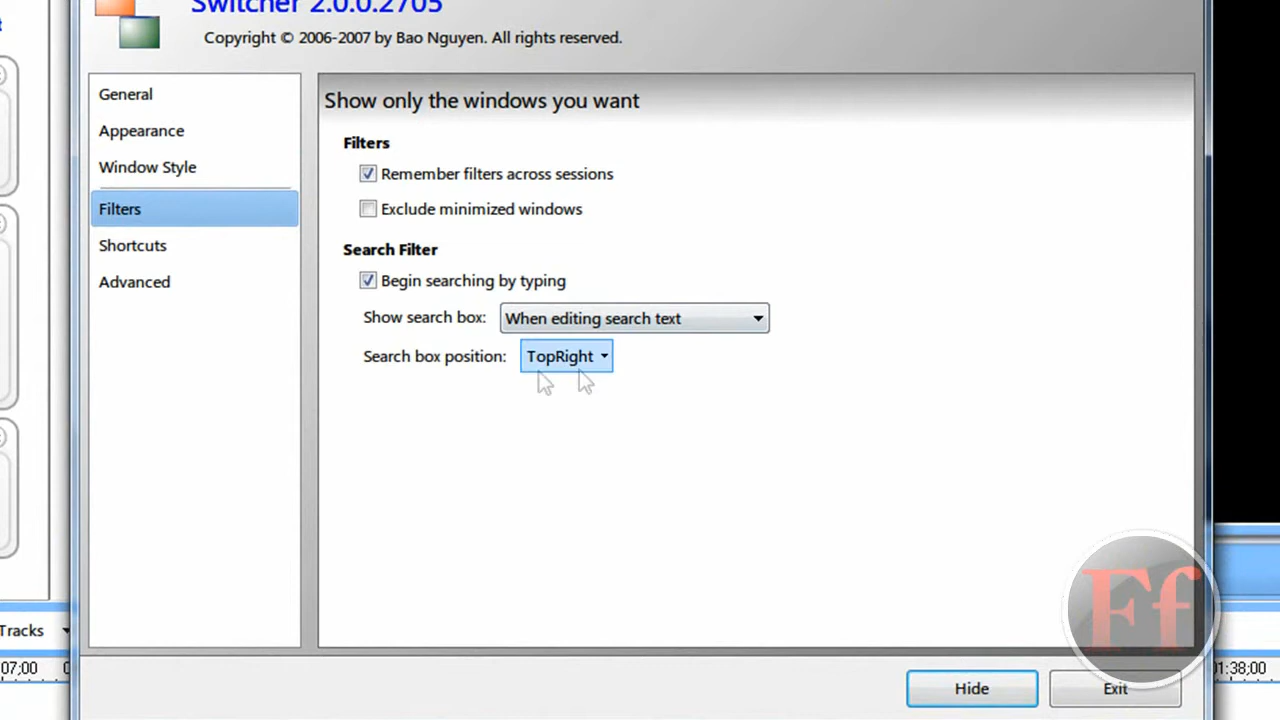 Switcher 2.0.0.2705
Copyright © 2006-2007 by Bao Nguyen. All rights reserved.
General
Appearance
Window Style
Filters
Shortcuts
Advanced
Show only the windows you want
Filters
Remember filters across sessions
Exclude minimized windows
Search Filter
Begin searching by typing
Show search box: When editing search text
Search box position: TopRight
Tracks
07;00
1:38;00
Hide
Exit
Ff